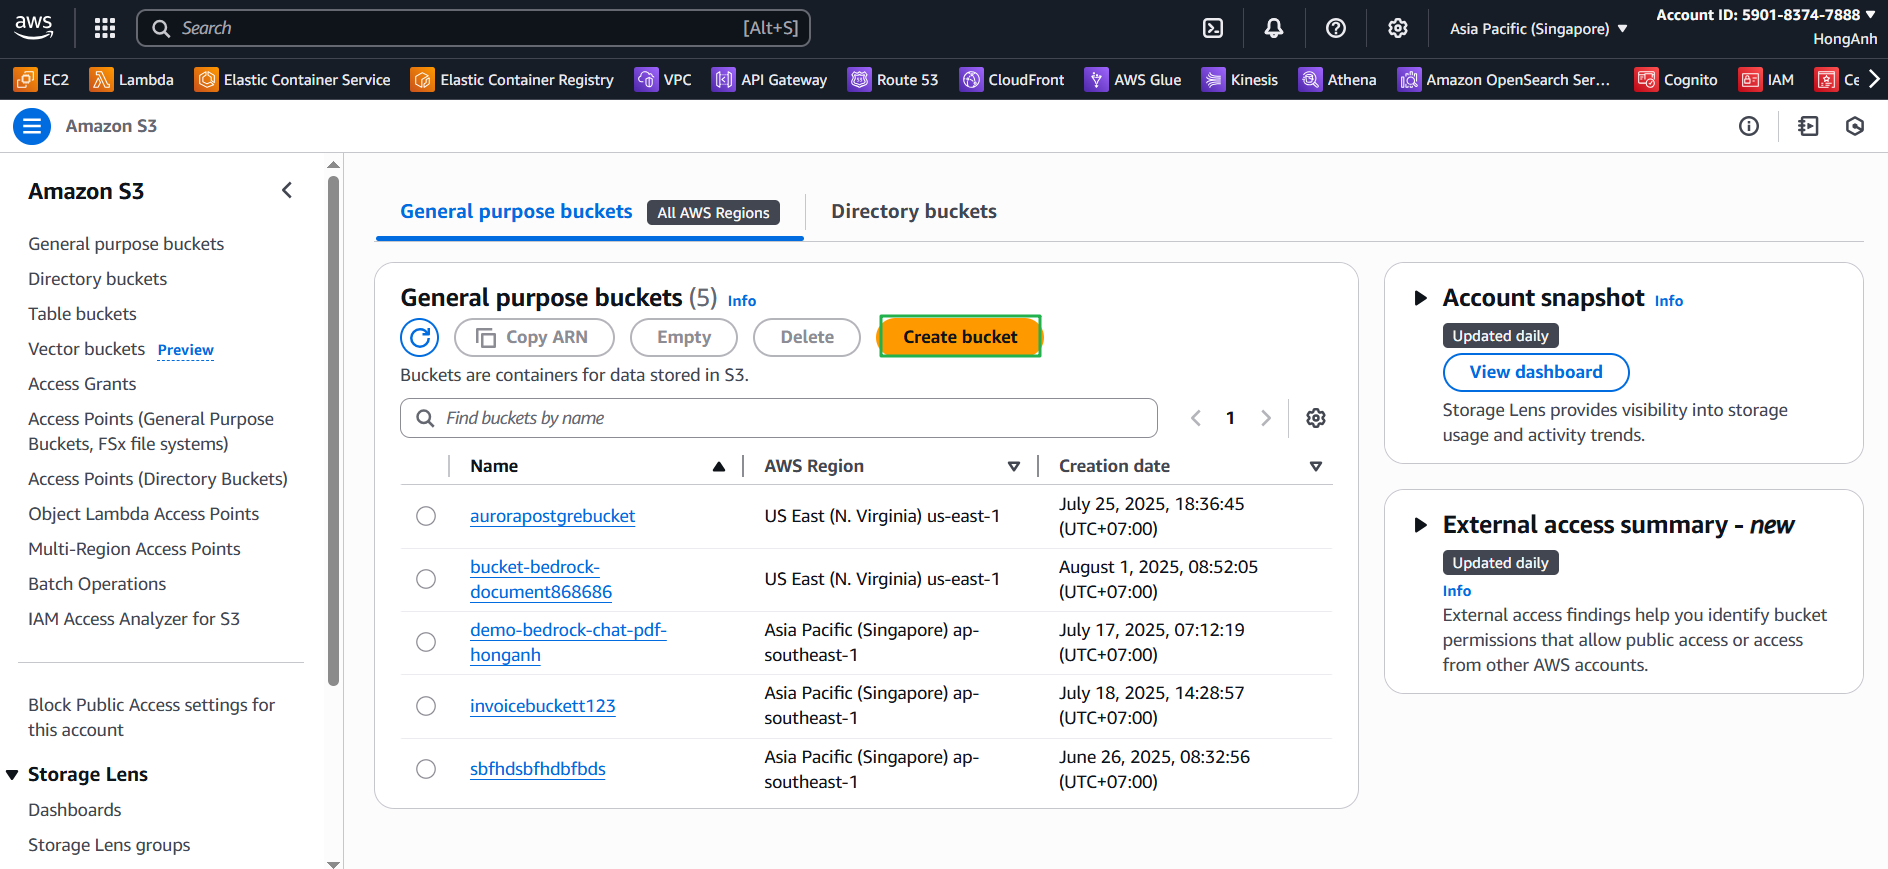 aws
Search
[Alt+S]
Asia Pacific (Singapore)
Account ID: 5901-8374-7888
HongAnh
EC2
Lambda
Elastic Container Service
Elastic Container Registry
VPC
API Gateway
Route 53
CloudFront
AWS Glue
Kinesis
Athena
Amazon OpenSearch Ser...
Cognito
IAM
Ce
Amazon S3
Amazon S3
General purpose buckets
Directory buckets
Table buckets
Vector buckets Preview
Access Grants
Access Points (General Purpose
Buckets, FSx file systems)
Access Points (Directory Buckets)
Object Lambda Access Points
Multi-Region Access Points
Batch Operations
IAM Access Analyzer for S3
Block Public Access settings for
this account
Storage Lens
Dashboards
Storage Lens groups
General purpose buckets All AWS Regions
Directory buckets
General purpose buckets (5) Info
Copy ARN
Empty
Delete
Create bucket
Buckets are containers for data stored in S3.
Find buckets by name
1
Name AWS Region Creation date
aurorapostgrebucket
US East (N. Virginia) us-east-1
July 25, 2025, 18:36:45
(UTC+07:00)
bucket-bedrock-
document868686
US East (N. Virginia) us-east-1
August 1, 2025, 08:52:05
(UTC+07:00)
demo-bedrock-chat-pdf-
honganh
Asia Pacific (Singapore) ap-
southeast-1
July 17, 2025, 07:12:19
(UTC+07:00)
invoicebuckett123
Asia Pacific (Singapore) ap-
southeast-1
July 18, 2025, 14:28:57
(UTC+07:00)
sbfhdsbfhdbfbds
Asia Pacific (Singapore) ap-
southeast-1
June 26, 2025, 08:32:56
(UTC+07:00)
Account snapshot Info
Updated daily
View dashboard
Storage Lens provides visibility into storage
usage and activity trends.
External access summary - new
Updated daily
Info
External access findings help you identify bucket
permissions that allow public access or access
from other AWS accounts.